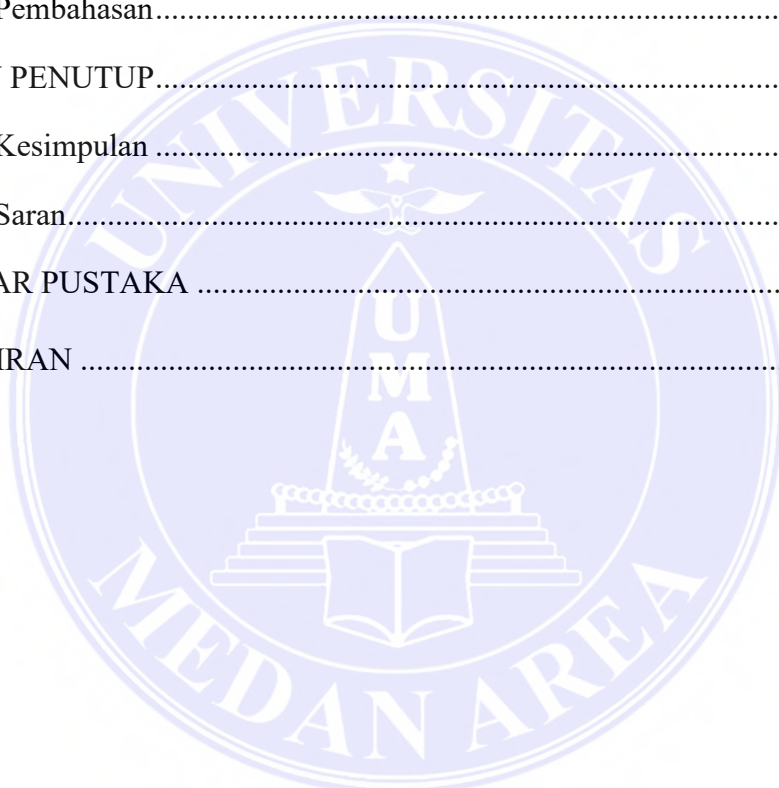 Pembahasan..............................................................................
PENUTUP..............................................................................
Kesimpulan ..............................................................................
Saran..............................................................................
AR PUSTAKA ..............................................................................
IRAN ..............................................................................
UNIVERSITAS
UMA
MEDAN AREA